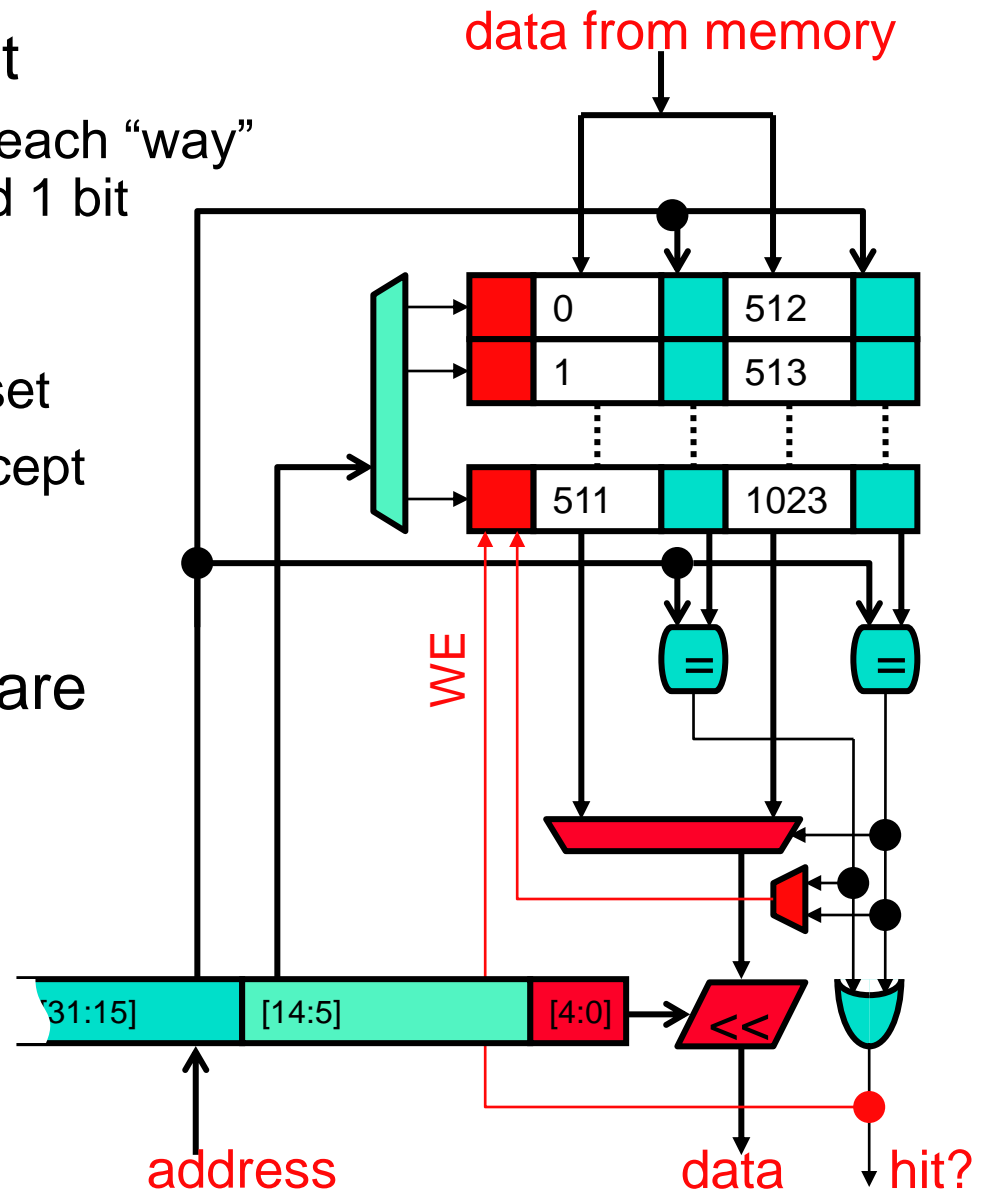 data from memory
t
each “way”
d 1 bit
0 512
1 513
set
cept
511 1023
= =
WE
are
[31:15] [14:5] [4:0] <<
address data hit?